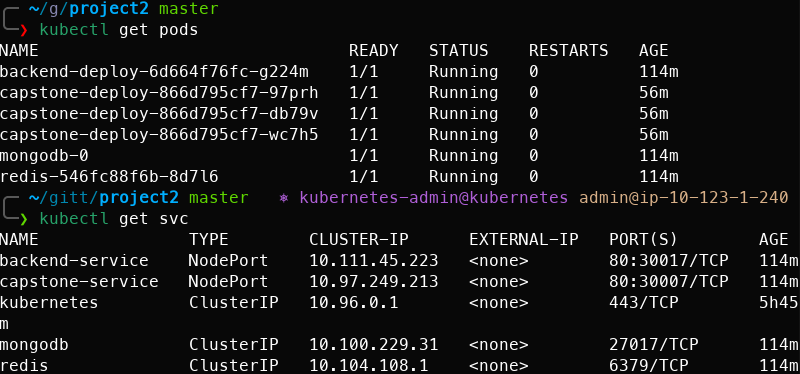 ~/g/project2 master
❯ kubectl get pods
NAME READY STATUS RESTARTS AGE
backend-deploy-6d664f76fc-g224m 1/1 Running 0 114m
capstone-deploy-866d795cf7-97prh 1/1 Running 0 56m
capstone-deploy-866d795cf7-db79v 1/1 Running 0 56m
capstone-deploy-866d795cf7-wc7h5 1/1 Running 0 56m
mongodb-0 1/1 Running 0 114m
redis-546fc88f6b-8d7l6 1/1 Running 0 114m
~/gitt/project2 master ⎈ kubernetes-admin@kubernetes admin@ip-10-123-1-240
❯ kubectl get svc
NAME TYPE CLUSTER-IP EXTERNAL-IP PORT(S) AGE
backend-service NodePort 10.111.45.223 <none> 80:30017/TCP 114m
capstone-service NodePort 10.97.249.213 <none> 80:30007/TCP 114m
kubernetes ClusterIP 10.96.0.1 <none> 443/TCP 5h45
m
mongodb ClusterIP 10.100.229.31 <none> 27017/TCP 114m
redis ClusterIP 10.104.108.1 <none> 6379/TCP 114m